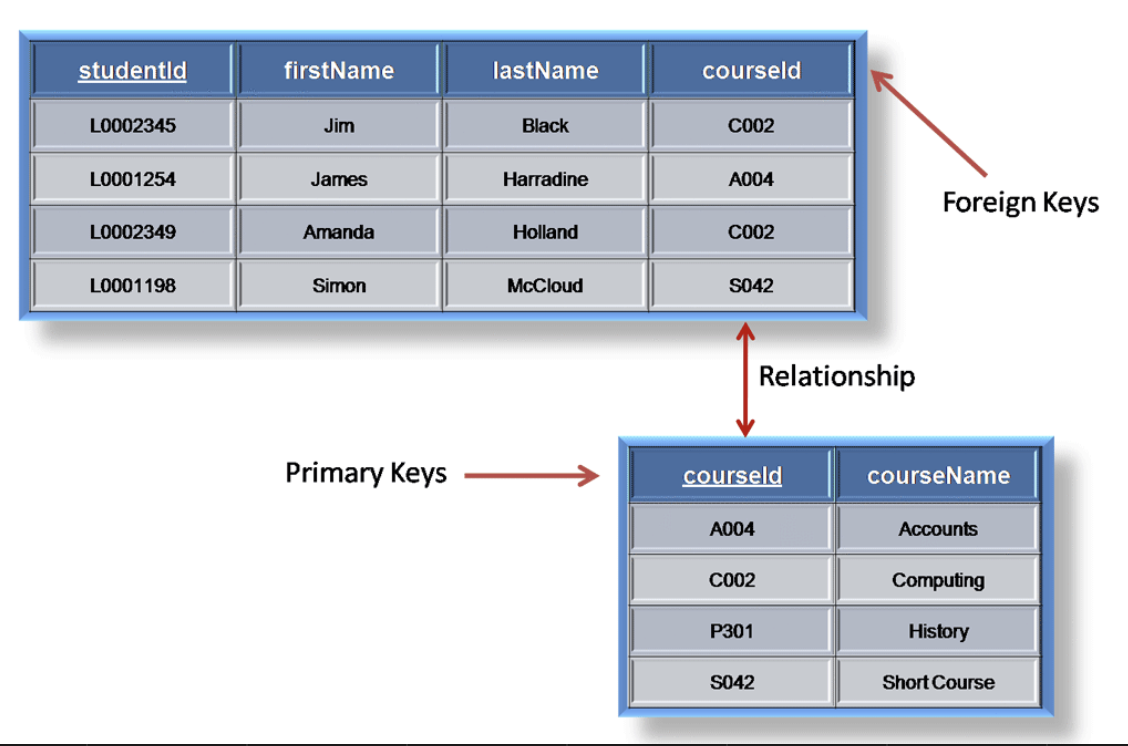 studentId firstName lastName courseId
L0002345 Jim Black C002
L0001254 James Harradine A004
L0002349 Amanda Holland C002
L0001198 Simon McCloud S042
Foreign Keys
Relationship
Primary Keys
courseId courseName
A004 Accounts
C002 Computing
P301 History
S042 Short Course